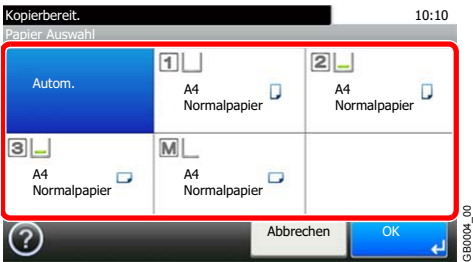 Kopierbereit.
10:10
Papier Auswahl
Autom.
1
A4
Normalpapier
2
A4
Normalpapier
3
A4
Normalpapier
M
A4
Normalpapier
?
Abbrechen
OK
GB0004_00